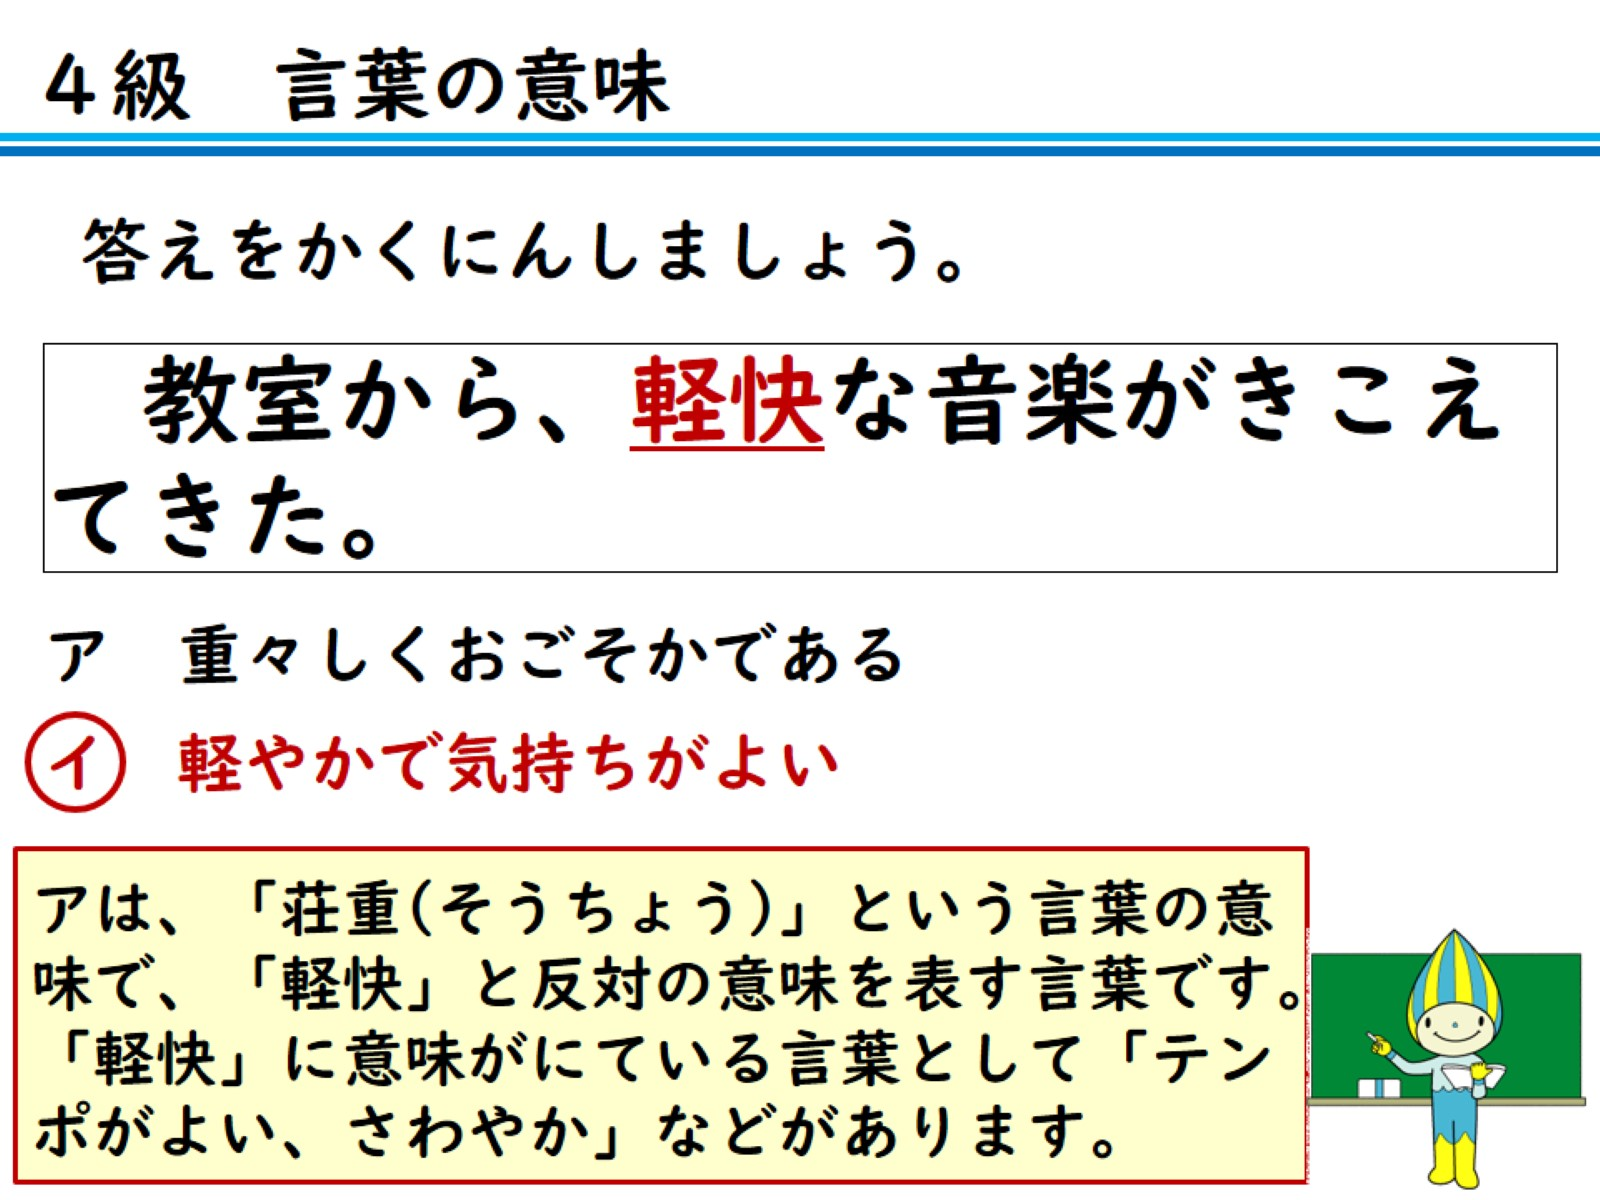 ４級　言葉の意味
答えをかくにんしましょう。
教室から、軽快な音楽がきこえ
てきた。
ア　重々しくおごそかである
イ　軽やかで気持ちがよい
アは、「荘重(そうちょう)」という言葉の意
味で、「軽快」と反対の意味を表す言葉です。
「軽快」に意味がにている言葉として「テン
ポがよい、さわやか」などがあります。